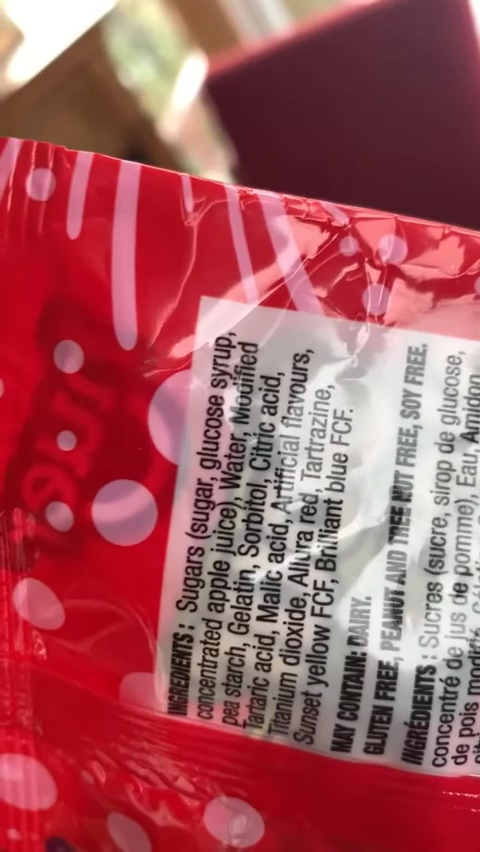 INGREDIENTS : Sugars (sugar, glucose syrup,
concentrated apple juice), Water, Modified
pea starch, Gelatin, Sorbitol, Citric acid,
Tartaric acid, Malic acid, Artificial flavours,
Titanium dioxide, Allura red, Tartrazine,
Sunset yellow FCF, Brilliant blue FCF.
MAY CONTAIN: DAIRY.
GLUTEN FREE, PEANUT AND TREE NUT FREE, SOY FREE.
INGRÉDIENTS : Sucres (sucre, sirop de glucose,
concentré de jus de pomme), Eau, Amidon
de pois modifié,